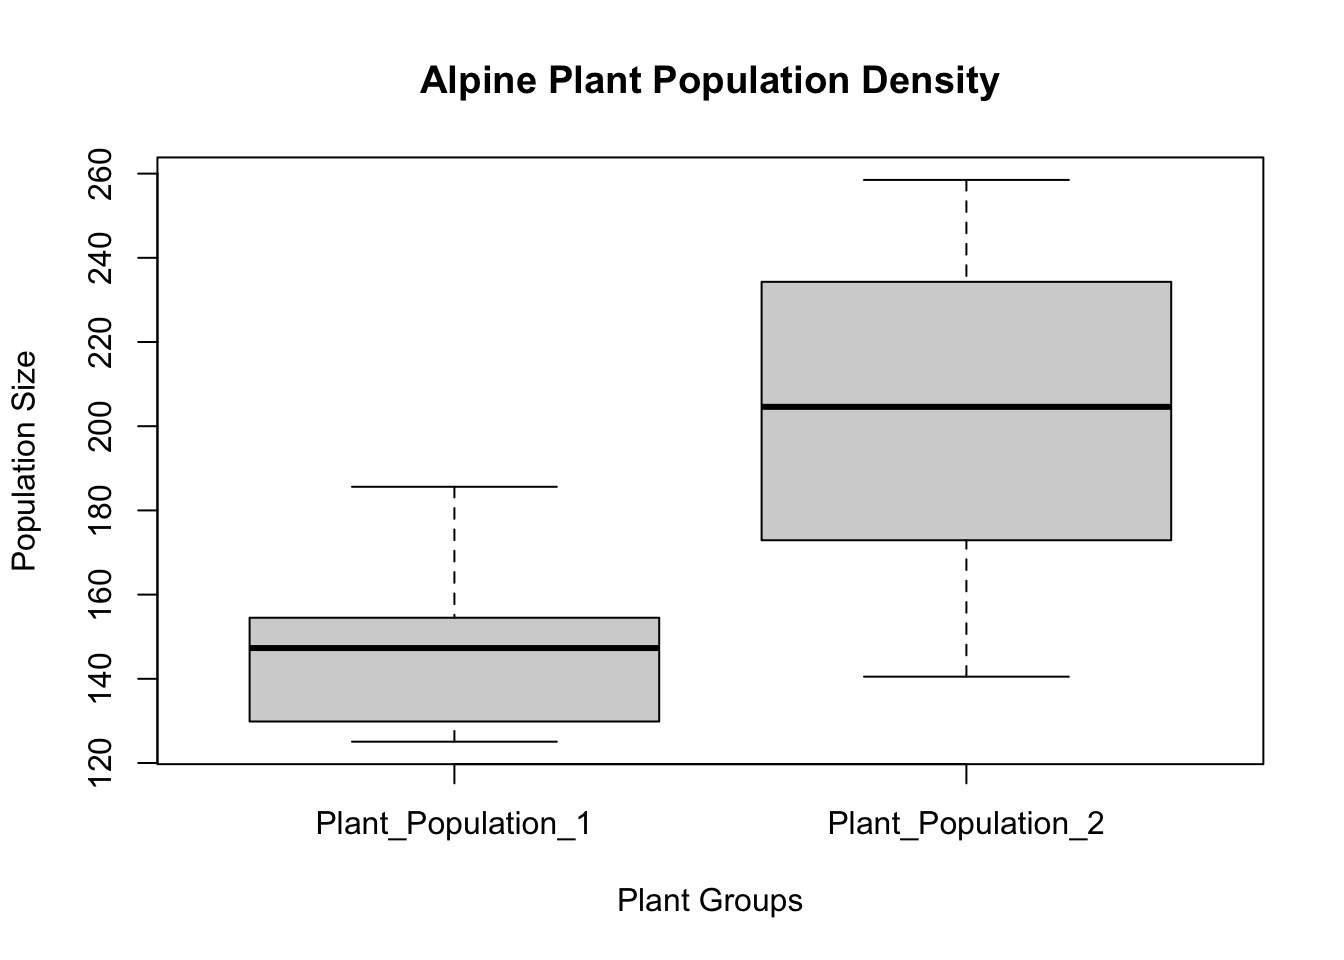 Alpine Plant Population Density
Population Size
260
240
220
200
180
160
140
120
Plant_Population_1
Plant_Population_2
Plant Groups